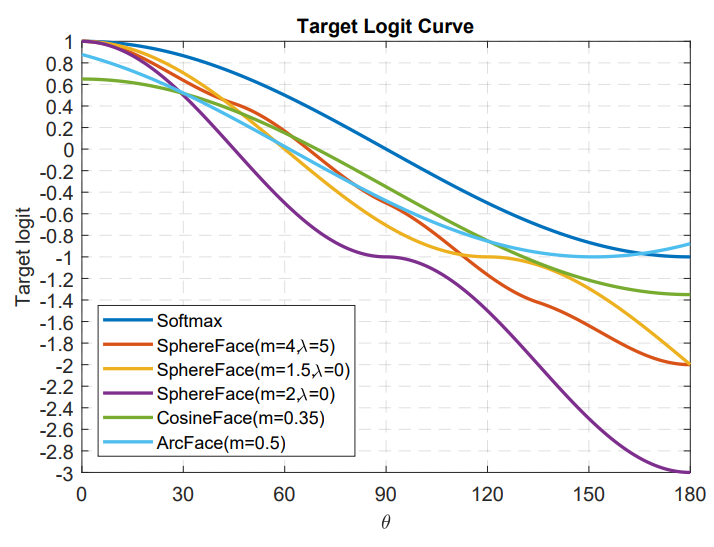 Target Logit Curve
1
0.8
0.6
0.4
0.2
0
-0.2
-0.4
-0.6
-0.8
-1
-1.2
-1.4
-1.6
-1.8
-2
-2.2
-2.4
-2.6
-2.8
-3
Target logit
Softmax
SphereFace(m=4,λ=5)
SphereFace(m=1.5,λ=0)
SphereFace(m=2,λ=0)
CosineFace(m=0.35)
ArcFace(m=0.5)
0 30 60 90 120 150 180
θ